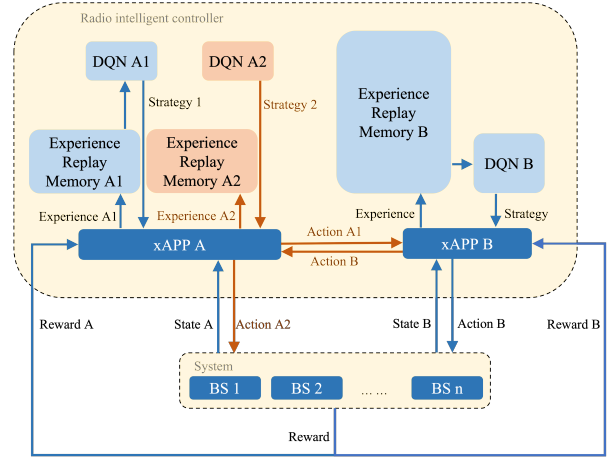 Radio intelligent controller
DQN A1
DQN A2
Strategy 1
Strategy 2
Experience
Replay
Memory A1
Experience
Replay
Memory A2
Experience
Replay
Memory B
DQN B
Experience A1
Experience A2
Experience
Strategy
xAPP A
Action A1
Action B
xAPP B
Reward A
State A
Action A2
State B
Action B
Reward B
System
BS 1
BS 2
... ...
BS n
Reward